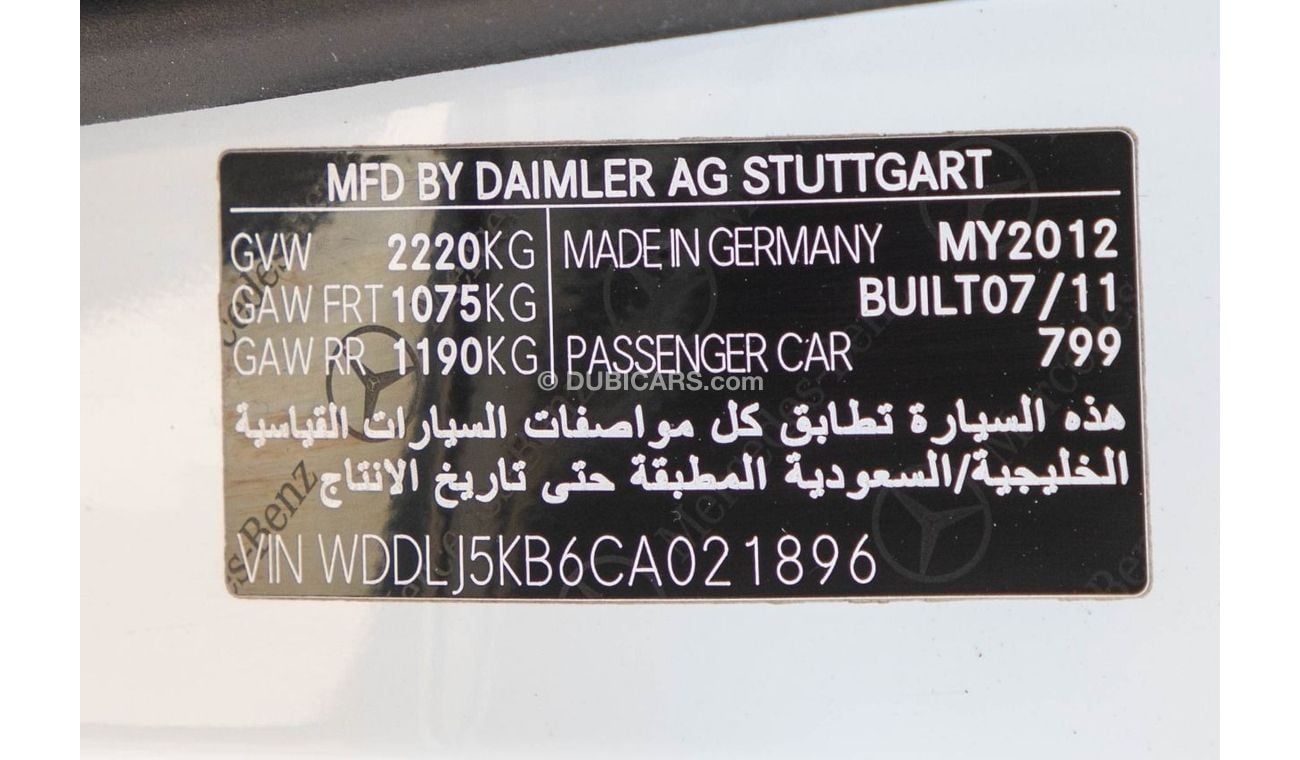 MFD BY DAIMLER AG STUTTGART
GVW 2220KG MADE IN GERMANY MY2012
GAW FRT 1075KG BUILT07/11
GAW RR 1190KG PASSENGER CAR 799
© DUBICARS.com
هذه السيارة تطابق كل مواصفات السيارات القياسية
الخليجية/السعودية المطبقة حتى تاريخ الانتاج
VIN WDDLJ5KB6CA021896